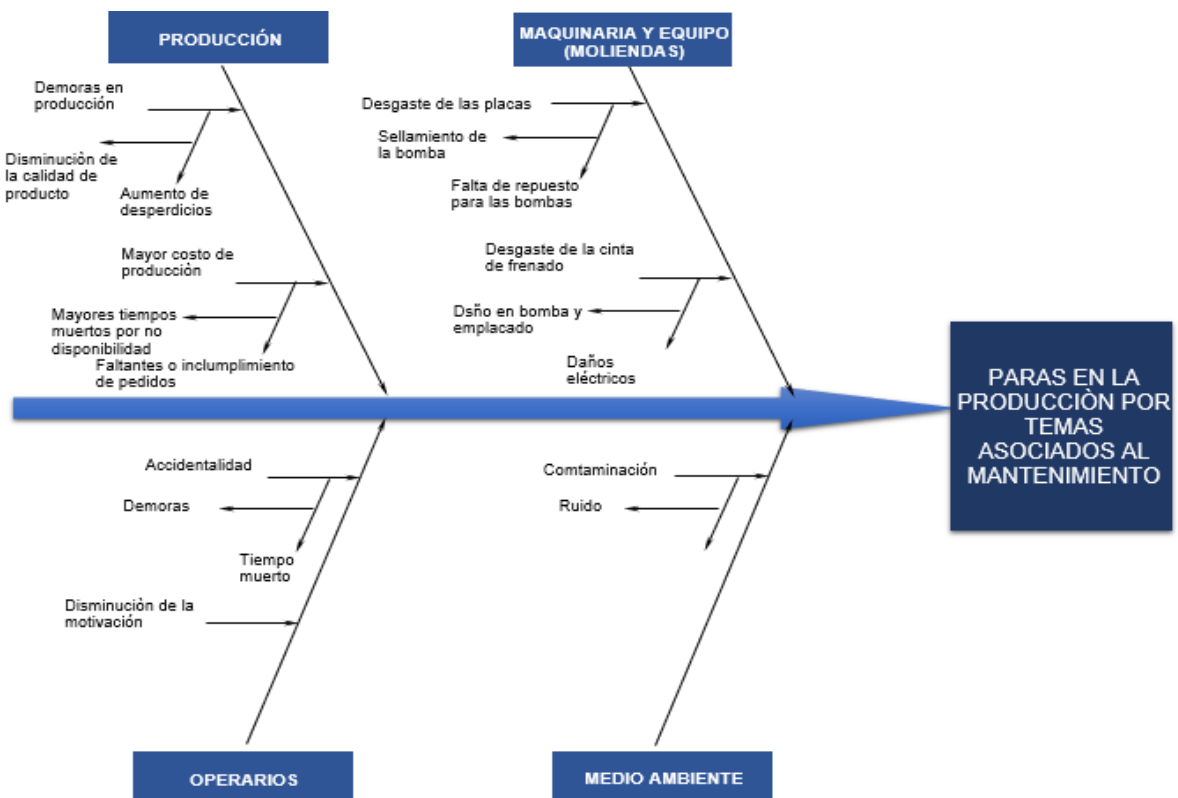 PRODUCCIÓN
MAQUINARIA Y EQUIPO
(MOLIENDAS)
Demoras en
producción
Disminuciòn de
la calidad de
producto
Aumento de
desperdicios
Mayor costo de
producciòn
Mayores tiempos
muertos por no
disponibilidad
Faltantes o inclumplimiento
de pedidos
Desgaste de las placas
Sellamiento de
la bomba
Falta de repuesto
para las bombas
Desgaste de la cinta
de frenado
Dsño en bomba y
emplacado
Daños
eléctricos
PARAS EN LA
PRODUCCIÒN POR
TEMAS
ASOCIADOS AL
MANTENIMIENTO
Accidentalidad
Demoras
Tiempo
muerto
Disminuciòn de la
motivación
Comtaminación
Ruido
OPERARIOS
MEDIO AMBIENTE